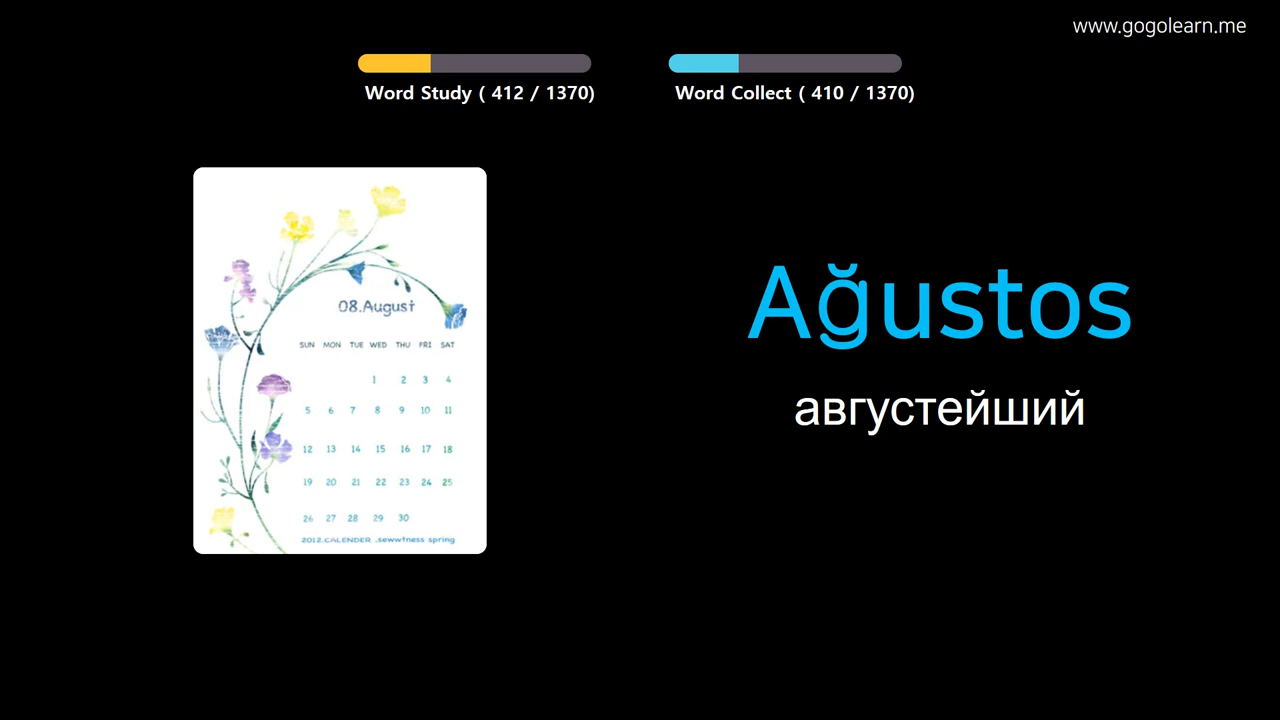 www.gogolearn.me
Word Study ( 412 / 1370)
Word Collect ( 410 / 1370)
08.August
SUN MON TUE WED THU FRI SAT
1 2 3 4
5 6 7 8 9 10 11
12 13 14 15 16 17 18
19 20 21 22 23 24 25
26 27 28 29 30
2012.CALENDER .sewwtness spring
Ağustos
августейший